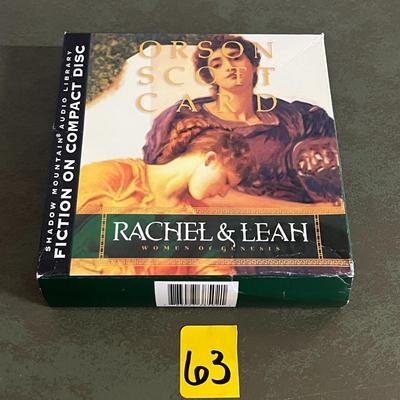 SHADOW MOUNTAIN® AUDIO LIBRARY
FICTION ON COMPACT DISC
ORSON
SCOTT
CARD
RACHEL & LEAH
WOMEN OF GENESIS
63